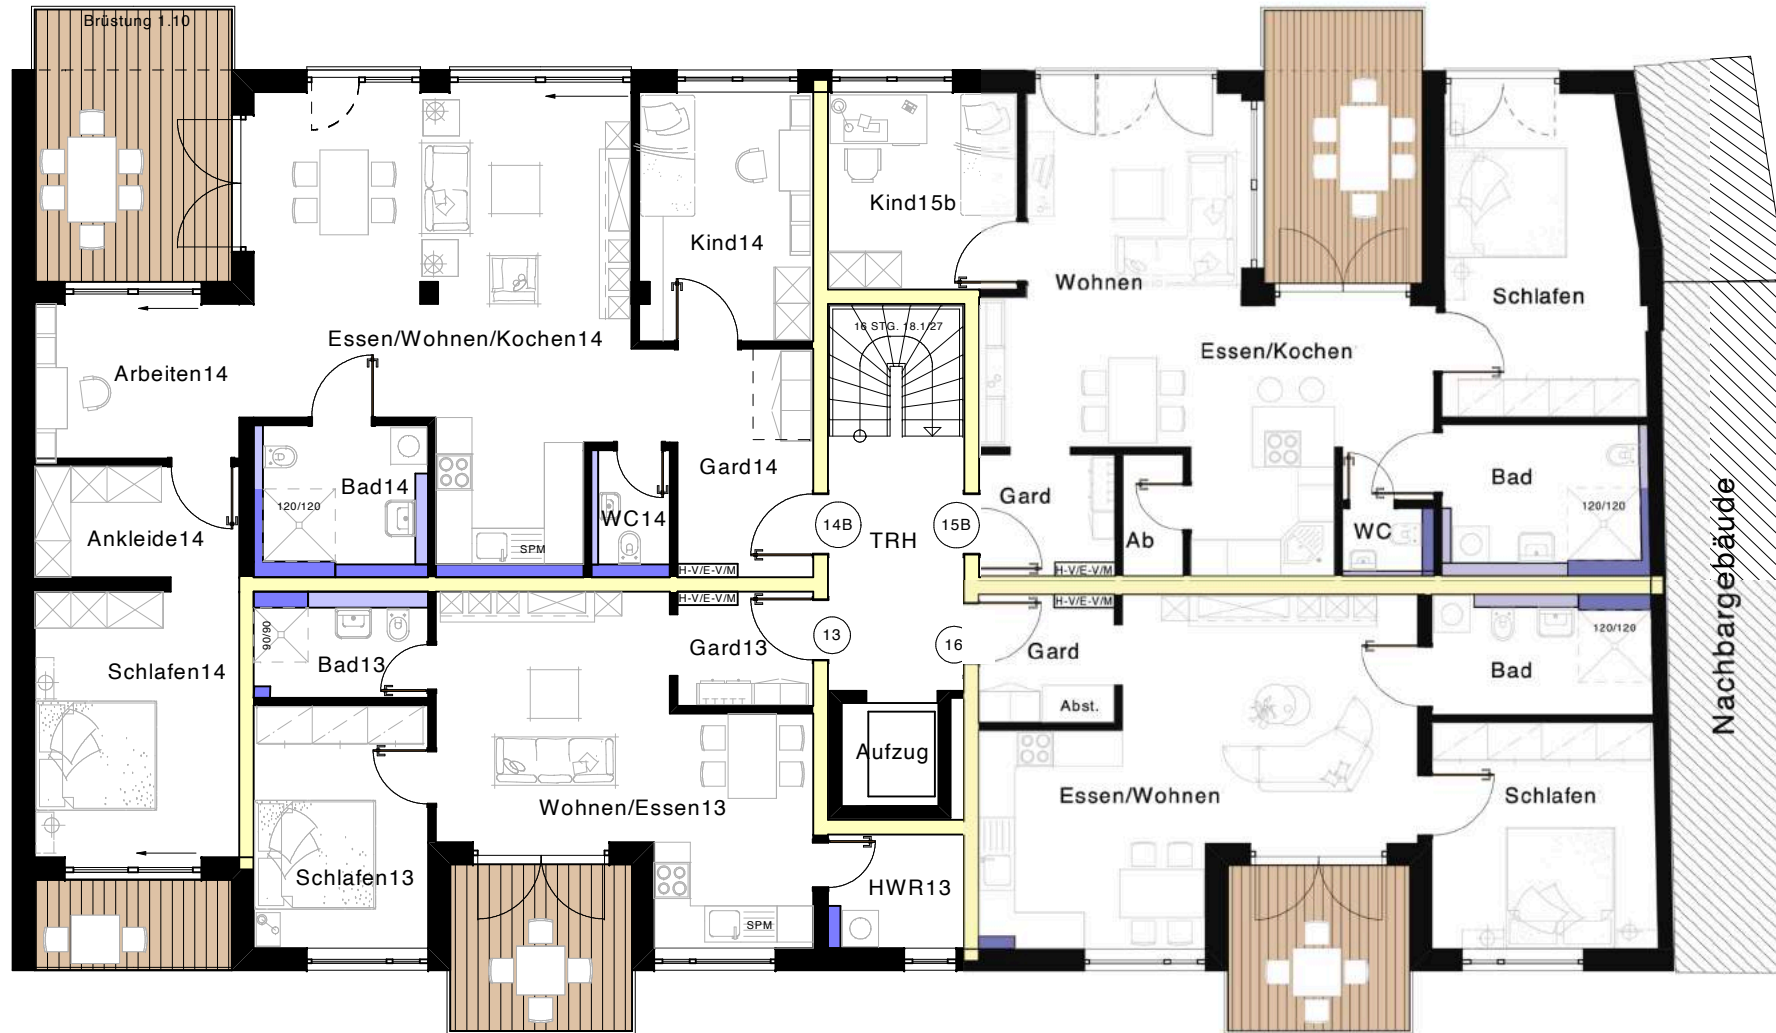 Brüstung 1.10
Kind14
Kind15b
Wohnen
Schlafen
Essen/Wohnen/Kochen14
16 STG. 18.1/27
Essen/Kochen
Arbeiten14
Bad14
120/120
Gard14
Gard
Bad
120/120
Ankleide14
SPM
WC14
14B
TRH
15B
Ab
WC
H-V/E-V/M
H-V/E-V/M
H-V/E-V/M
H-V/E-V/M
90/90
Bad13
Gard13
13
16
Gard
120/120
Bad
Schlafen14
Abst.
Aufzug
Wohnen/Essen13
Essen/Wohnen
Schlafen
Schlafen13
HWR13
SPM
Nachbargebäude